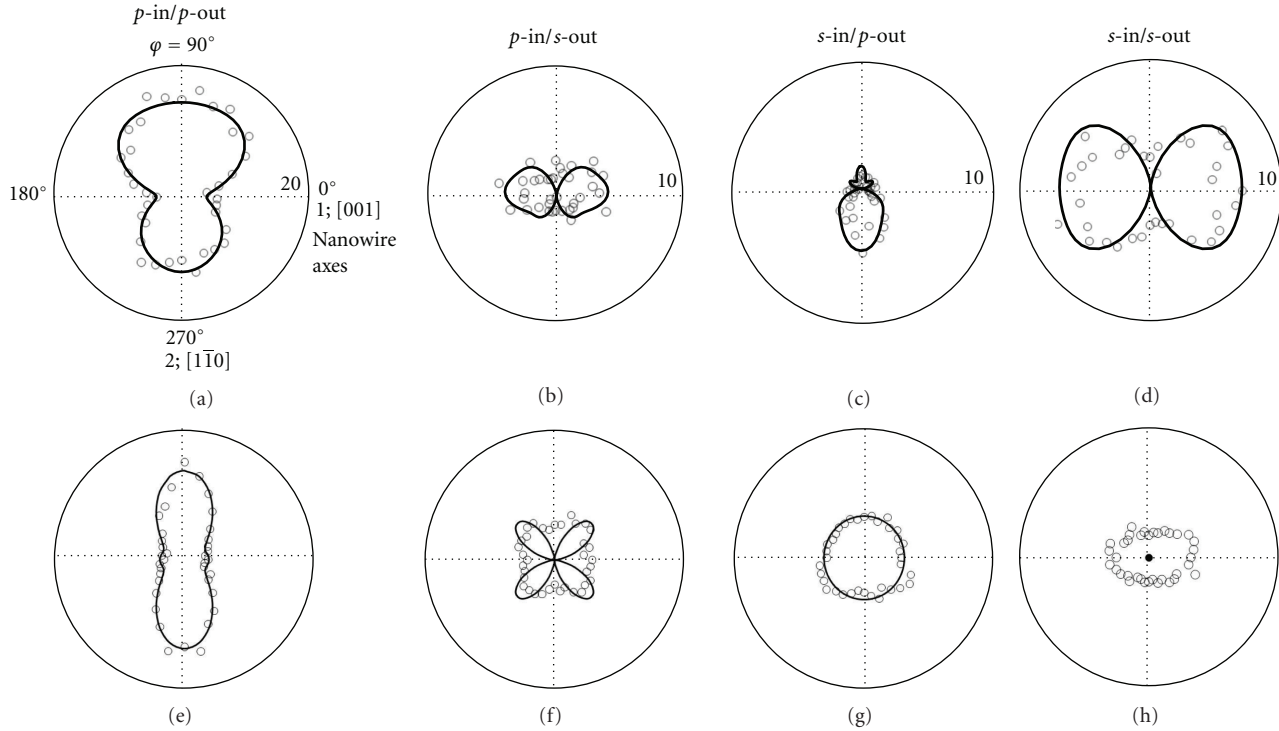 p-in/p-out
p-in/s-out
s-in/p-out
s-in/s-out
φ = 90°
180°
20
0°
1; [001]
Nanowire
axes
10
10
270°
2; [11̅0]
(a)
(b)
(c)
(d)
(e)
(f)
(g)
(h)